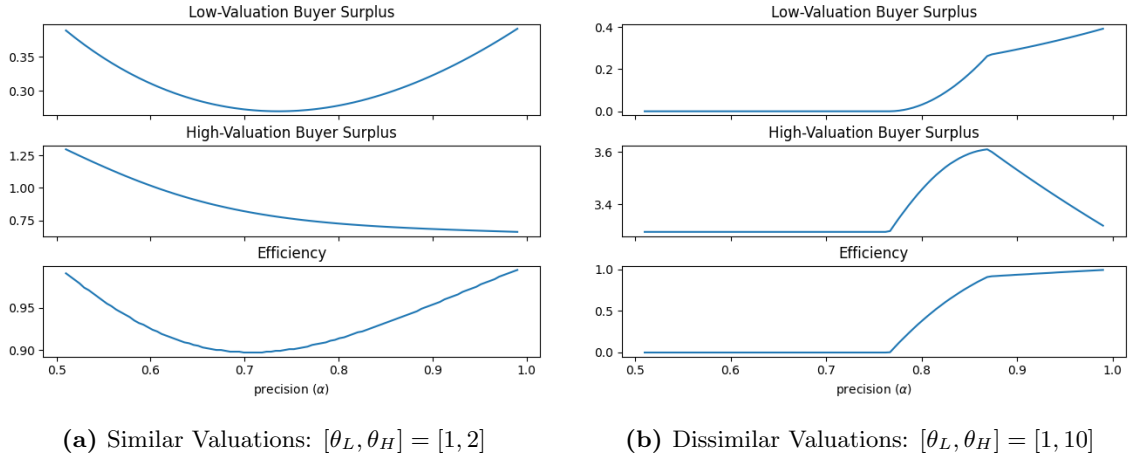 Low-Valuation Buyer Surplus
0.35
0.30
High-Valuation Buyer Surplus
1.25
1.00
0.75
Efficiency
0.95
0.90
0.5 0.6 0.7 0.8 0.9 1.0
precision (α)
(a) Similar Valuations: [θ_L, θ_H] = [1, 2]
Low-Valuation Buyer Surplus
0.4
0.2
0.0
High-Valuation Buyer Surplus
3.6
3.4
Efficiency
1.0
0.5
0.0
0.5 0.6 0.7 0.8 0.9 1.0
precision (α)
(b) Dissimilar Valuations: [θ_L, θ_H] = [1, 10]